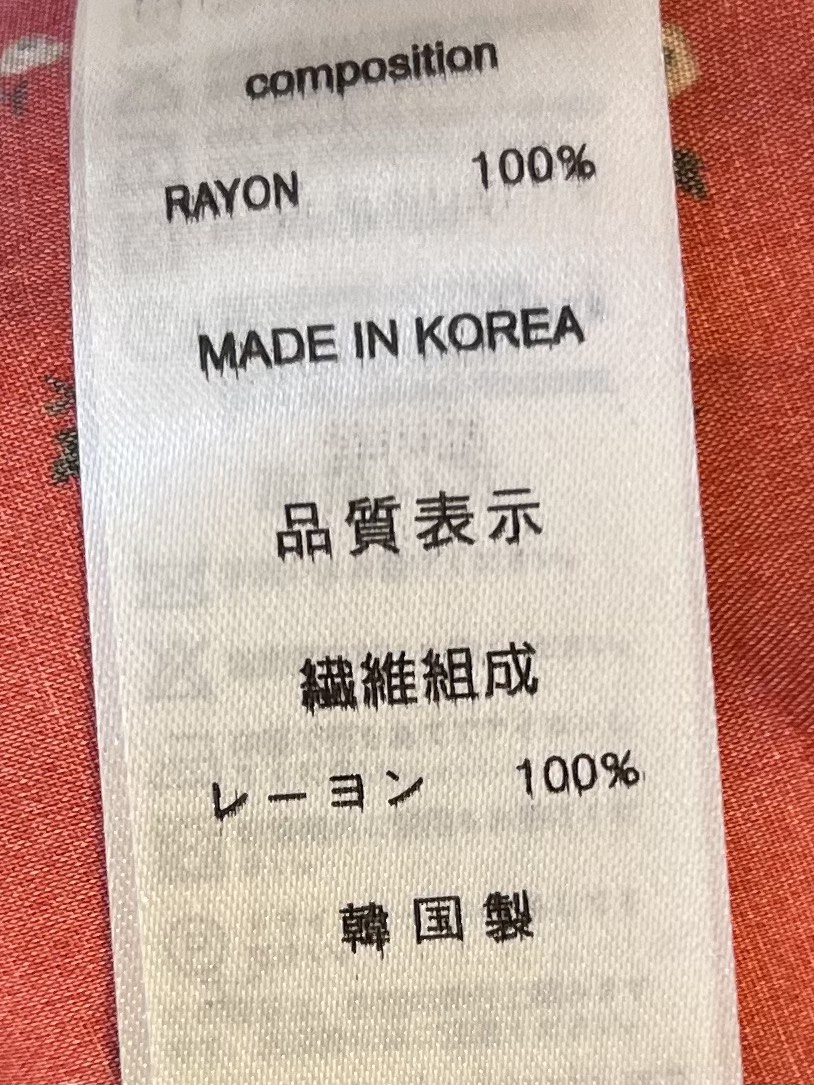 composition
RAYON 100%
MADE IN KOREA
品質表示
繊維組成
レーヨン 100%
韓国製